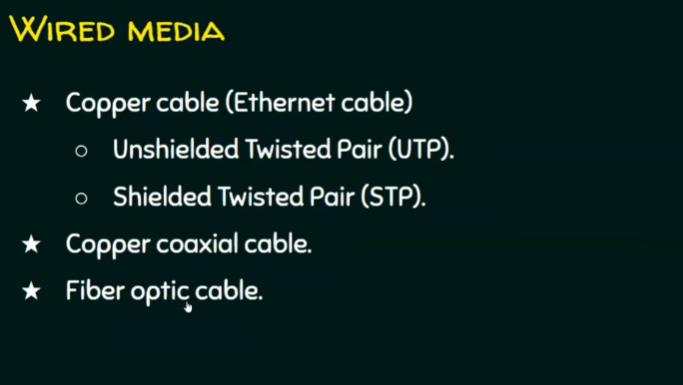 WIRED MEDIA
★ Copper cable (Ethernet cable)
○ Unshielded Twisted Pair (UTP).
○ Shielded Twisted Pair (STP).
★ Copper coaxial cable.
★ Fiber optic cable.